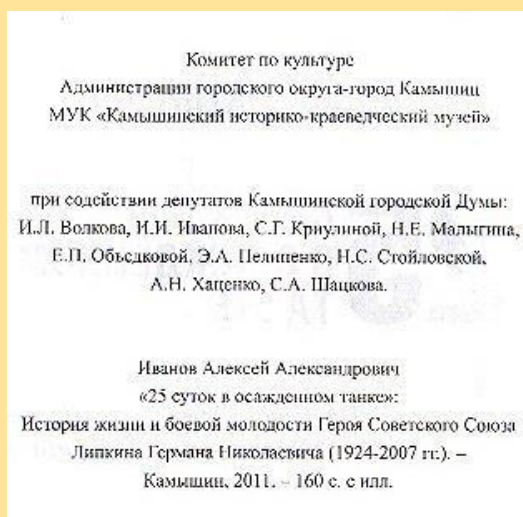 Комитет по культуре
Администрации городского округа-город Камышин
МУК «Камышинский историко-краеведческий музей»
при содействии депутатов Камышинской городской Думы:
И.Л. Волкова, И.И. Иванова, С.Г. Криулиной, Н.Е. Малыгина,
Е.П. Объедковой, Э.А. Пелипенко, Н.С. Стойловской,
А.Н. Хаценко, С.А. Шацкова.
Иванов Алексей Александрович
«25 суток в осажденном танке»:
История жизни и боевой молодости Героя Советского Союза
Липкина Германа Николаевича (1924-2007 гг.). –
Камышин, 2011. – 160 с. с илл.